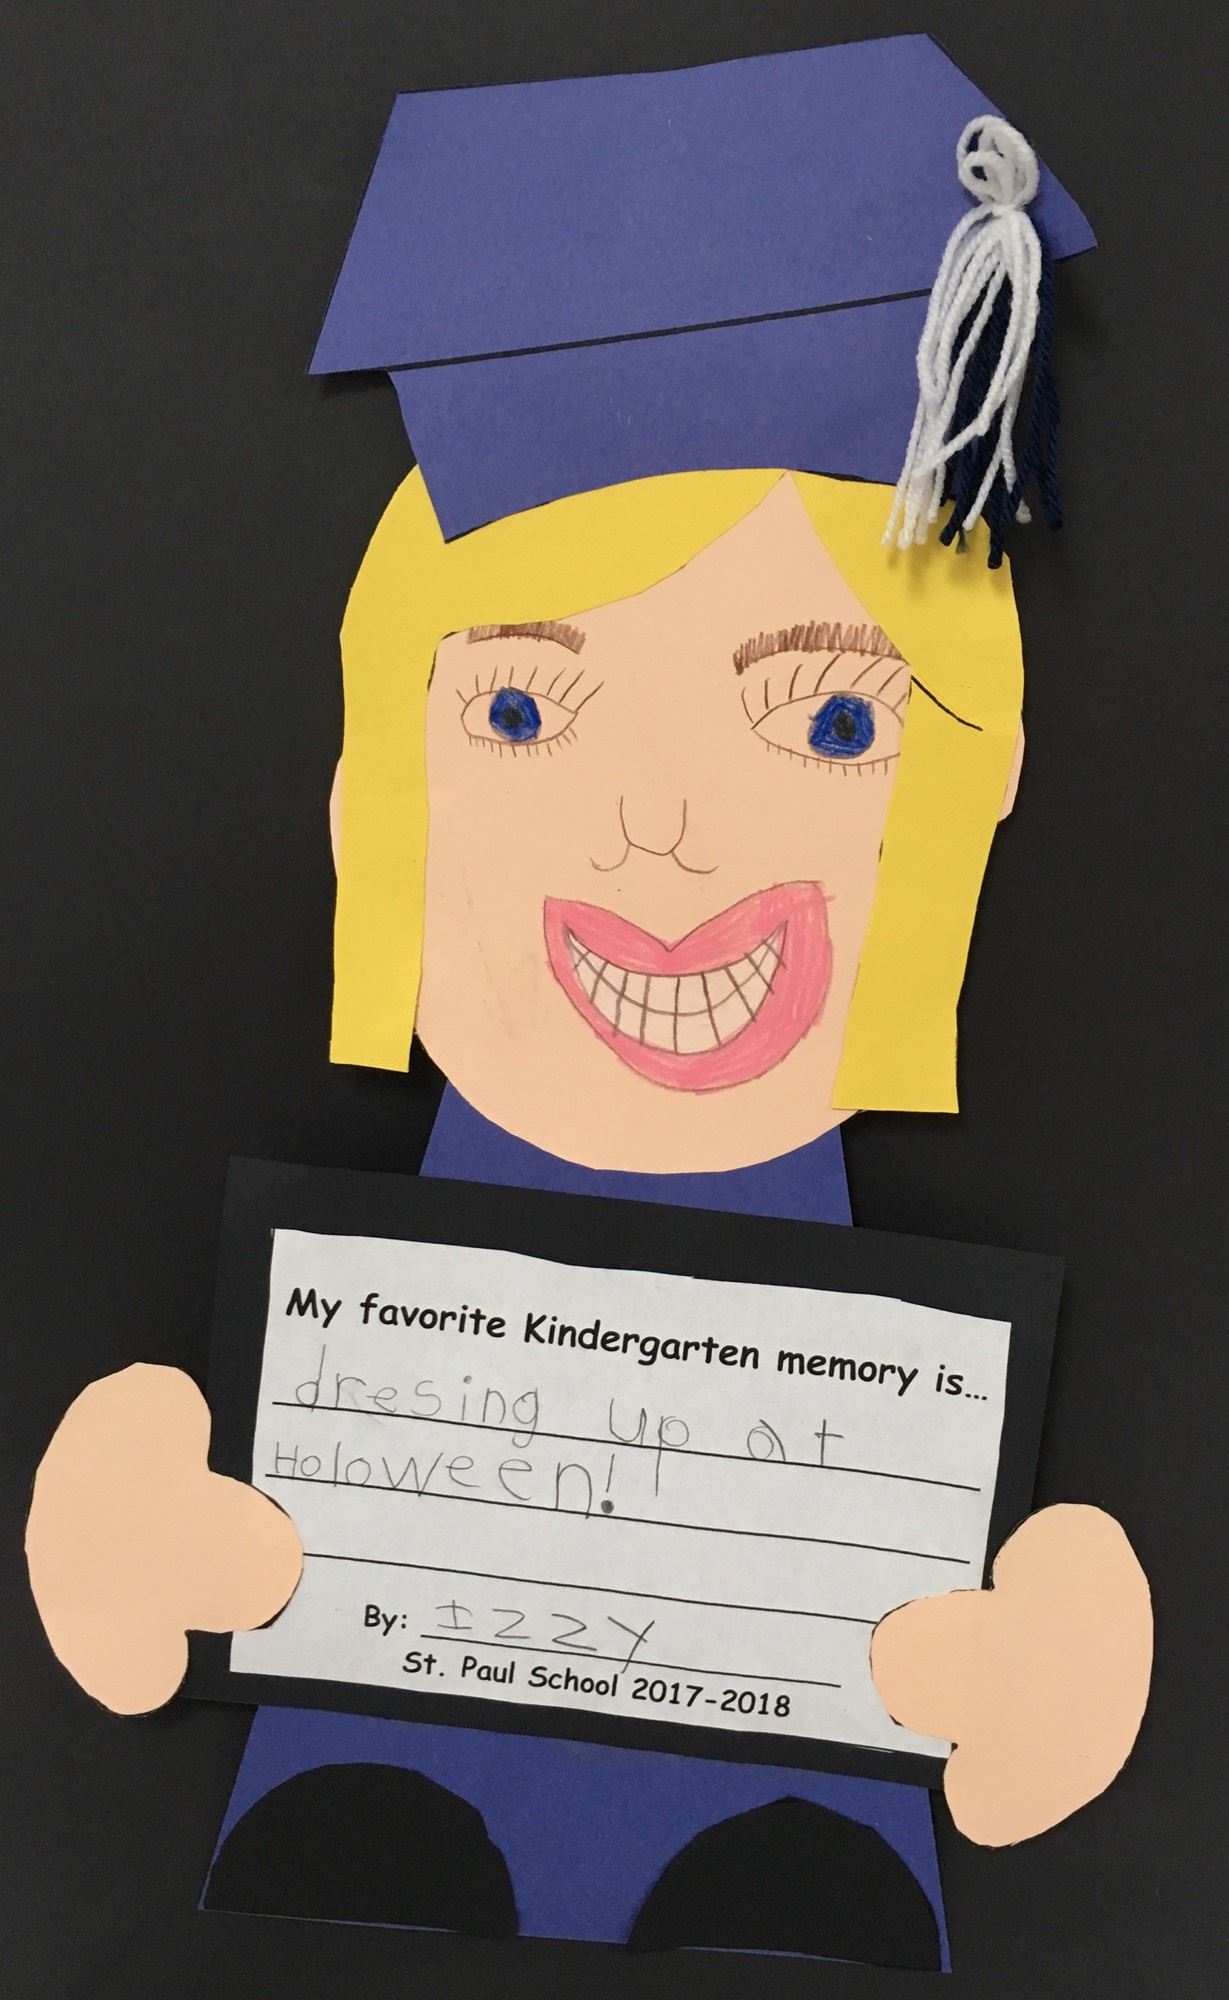 My favorite Kindergarten memory is...
dresing up at
Holoween!
By: Izzy
St. Paul School 2017-2018